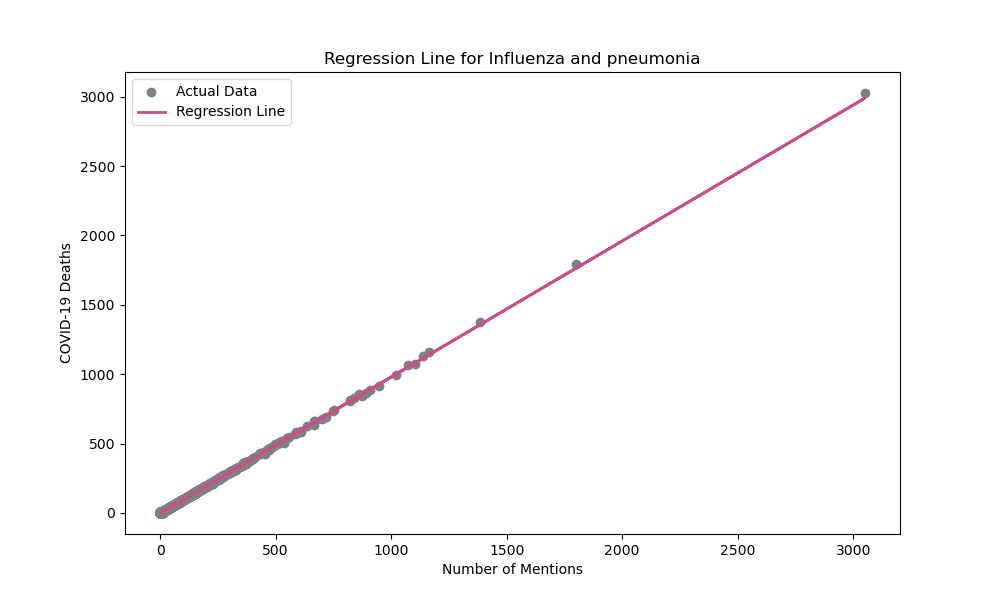 Regression Line for Influenza and pneumonia
Actual Data
Regression Line
COVID-19 Deaths
3000
2500
2000
1500
1000
500
0
0 500 1000 1500 2000 2500 3000
Number of Mentions